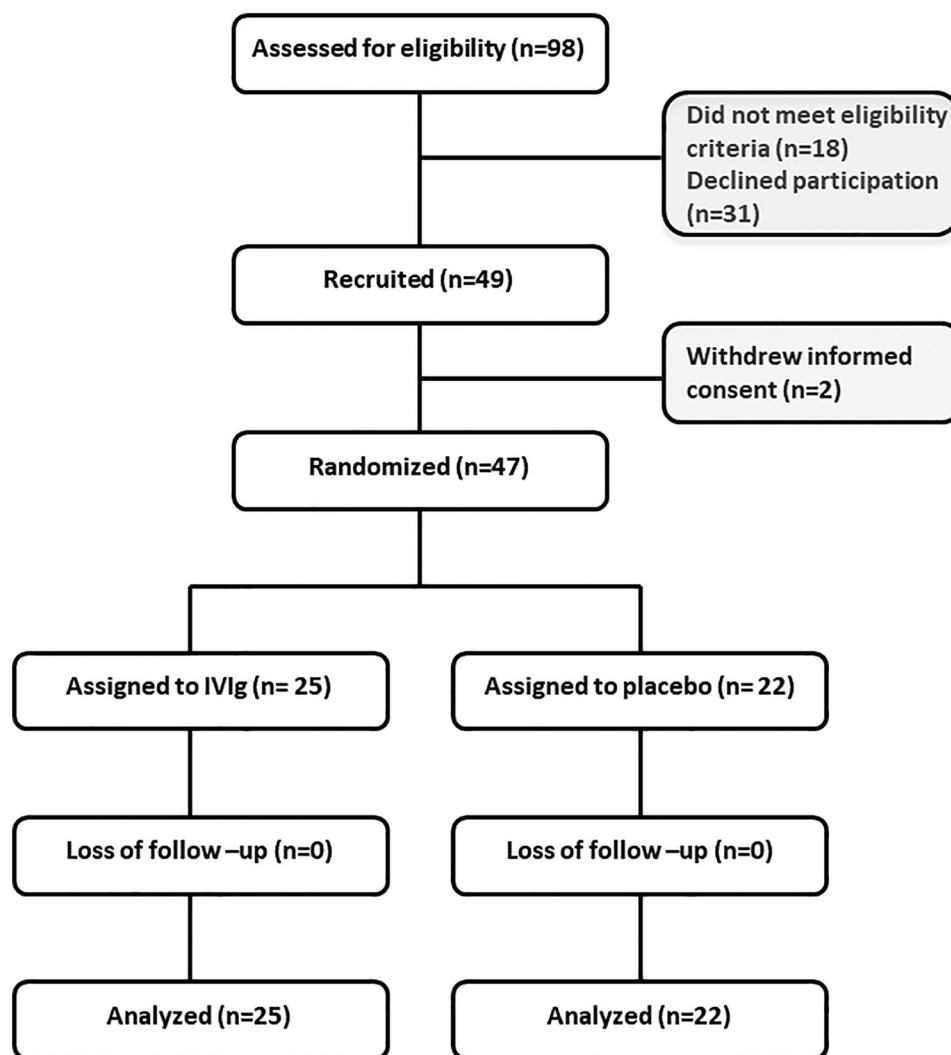 Assessed for eligibility (n=98)
Did not meet eligibility
criteria (n=18)
Declined participation
(n=31)
Recruited (n=49)
Withdrew informed
consent (n=2)
Randomized (n=47)
Assigned to IVIg (n= 25)
Assigned to placebo (n= 22)
Loss of follow –up (n=0)
Loss of follow –up (n=0)
Analyzed (n=25)
Analyzed (n=22)